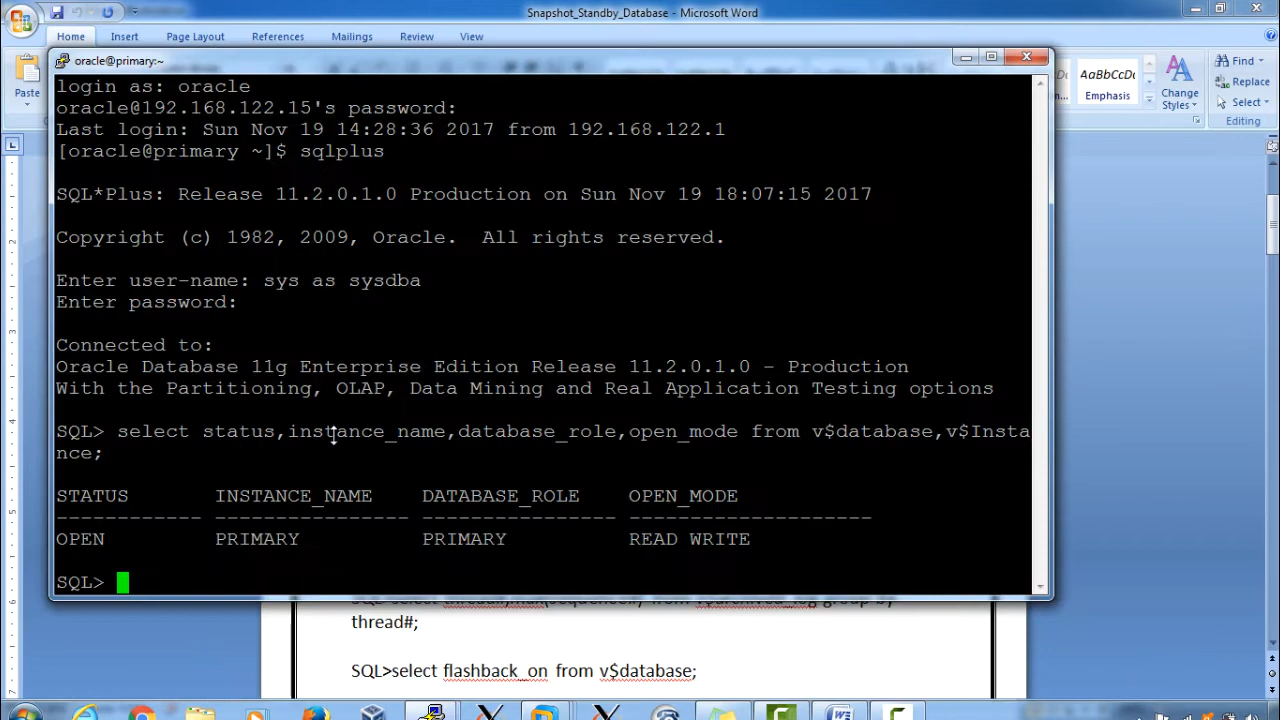 Snapshot_Standby_Database - Microsoft Word
Home Insert Page Layout References Mailings Review View
oracle@primary:~
Paste
AaBbCcDc
Emphasis
Change
Styles
Find
Replace
Select
Editing
login as: oracle
oracle@192.168.122.15's password:
Last login: Sun Nov 19 14:28:36 2017 from 192.168.122.1
[oracle@primary ~]$ sqlplus
SQL*Plus: Release 11.2.0.1.0 Production on Sun Nov 19 18:07:15 2017
Copyright (c) 1982, 2009, Oracle.  All rights reserved.
Enter user-name: sys as sysdba
Enter password:
Connected to:
Oracle Database 11g Enterprise Edition Release 11.2.0.1.0 - Production
With the Partitioning, OLAP, Data Mining and Real Application Testing options
SQL> select status,instance_name,database_role,open_mode from v$database,v$Insta
nce;
STATUS INSTANCE_NAME DATABASE_ROLE OPEN_MODE
------------ ---------------- ---------------- --------------------
OPEN PRIMARY PRIMARY READ WRITE
SQL>
group by
thread#;
SQL>select flashback_on from v$database;